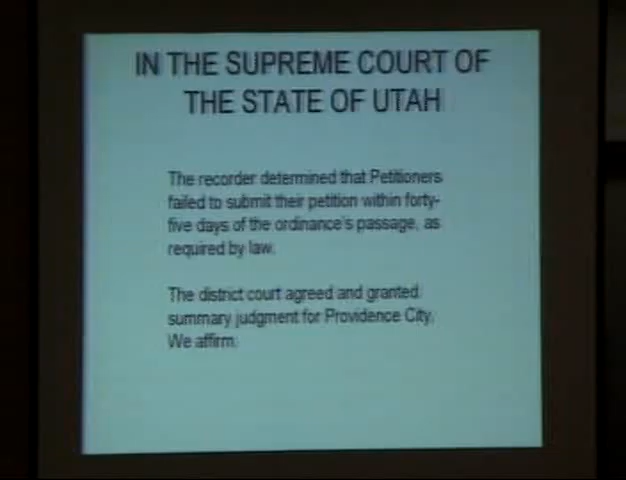 IN THE SUPREME COURT OF
THE STATE OF UTAH
The recorder determined that Petitioners
failed to submit their petition within forty-
five days of the ordinance's passage, as
required by law.
The district court agreed and granted
summary judgment for Providence City.
We affirm.